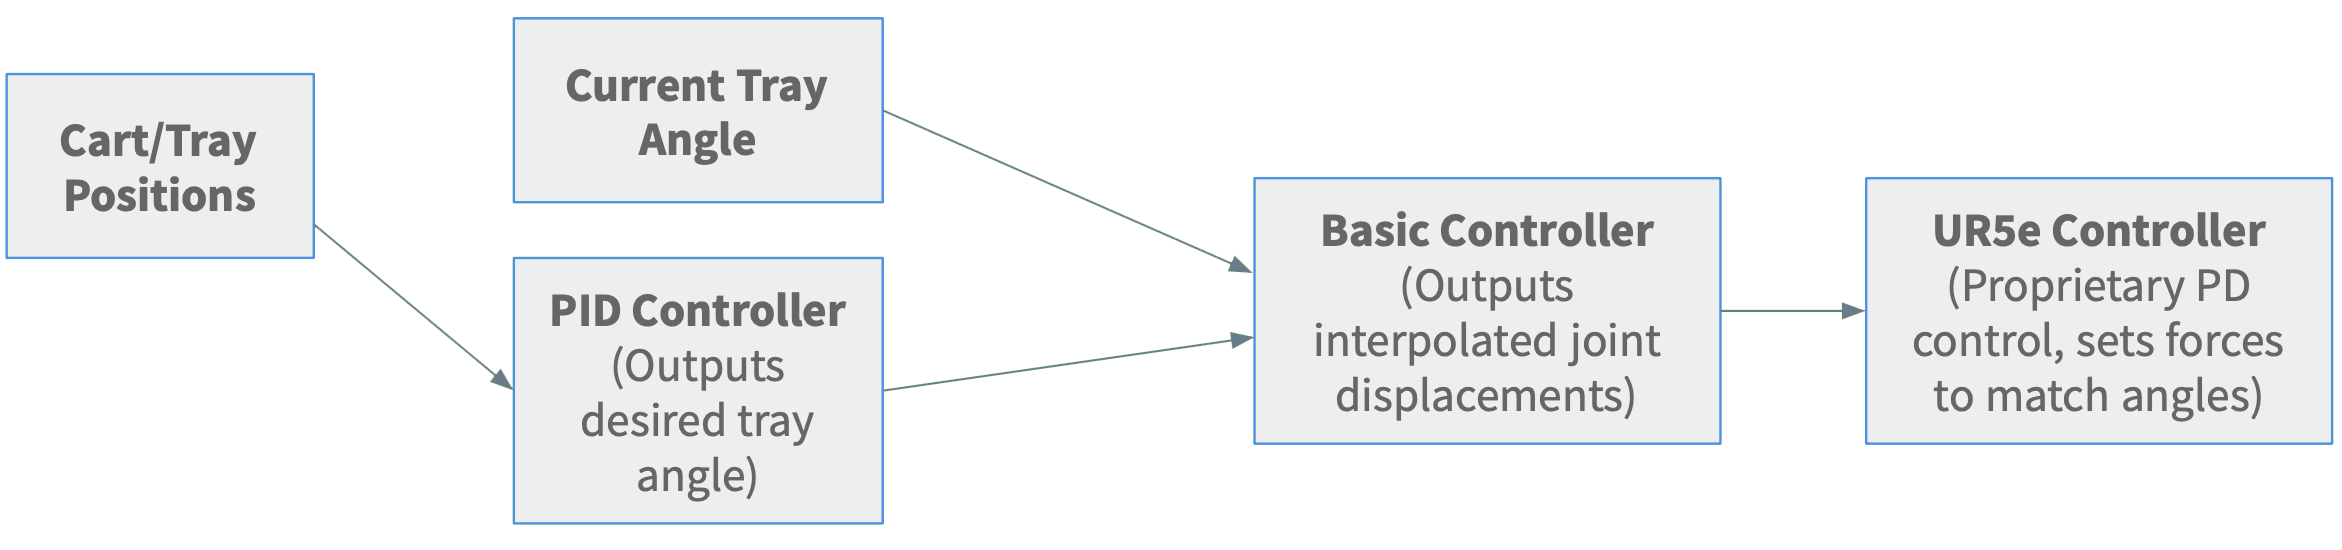 Cart/Tray
Positions
Current Tray
Angle
PID Controller
(Outputs
desired tray
angle)
Basic Controller
(Outputs
interpolated joint
displacements)
UR5e Controller
(Proprietary PD
control, sets forces
to match angles)